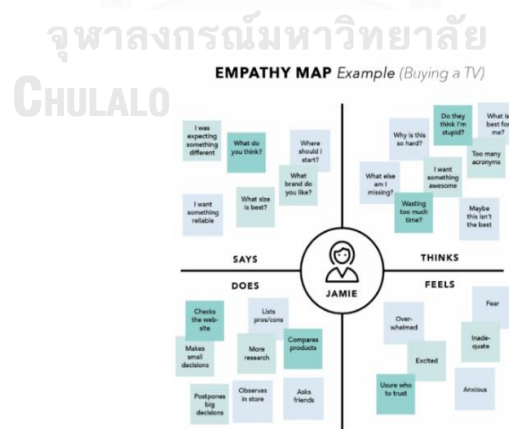 จุฬาลงกรณ์มหาวิทยาลัย
CHULALO
EMPATHY MAP Example (Buying a TV)
I was
expecting
something
different
What do
you think?
Where
should I
start?
What
brand do
you like?
I want
something
reliable
What size
is best?
SAYS
Do they
think I'm
stupid?
What is
best for
me?
Why is this
so hard?
Too many
acronyms
I want
something
awesome
What else
am I
missing?
Wasting
too much
time?
Maybe
this isn't
the best
THINKS
JAMIE
DOES
Checks
the web-
site
Lists
pros/cons
Makes
small
decisions
More
research
Compares
products
Postpones
big
decisions
Observes
in store
Asks
friends
FEELS
Fear
Over-
whelmed
Inade-
quate
Excited
Usure who
to trust
Anxious